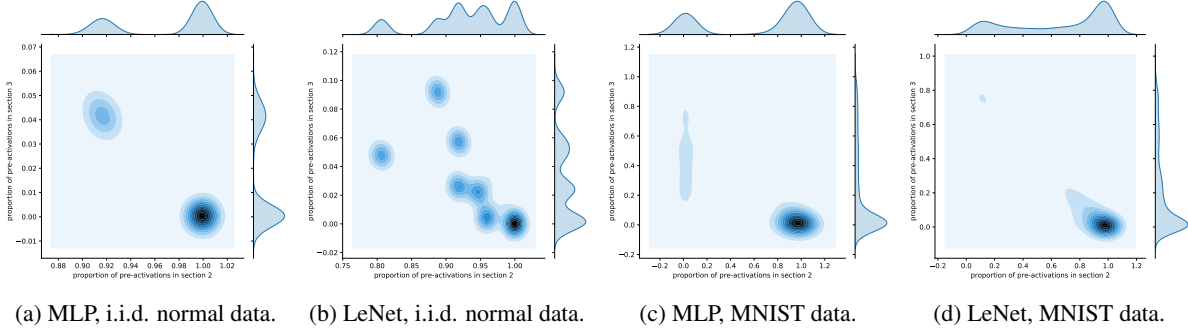 0.07
0.06
0.05
0.04
0.03
0.02
0.01
0.00
−0.01
proportion of pre-activations in section 3
0.88 0.90 0.92 0.94 0.96 0.98 1.00 1.02
proportion of pre-activations in section 2
0.12
0.10
0.08
0.06
0.04
0.02
0.00
−0.02
proportion of pre-activations in section 3
0.75 0.80 0.85 0.90 0.95 1.00
proportion of pre-activations in section 2
1.2
1.0
0.8
0.6
0.4
0.2
0.0
−0.2
proportion of pre-activations in section 3
−0.2 0.0 0.2 0.4 0.6 0.8 1.0 1.2
proportion of pre-activations in section 2
1.0
0.8
0.6
0.4
0.2
0.0
−0.2
proportion of pre-activations in section 3
−0.2 0.0 0.2 0.4 0.6 0.8 1.0 1.2
proportion of pre-activations in section 2
(a) MLP, i.i.d. normal data.
(b) LeNet, i.i.d. normal data.
(c) MLP, MNIST data.
(d) LeNet, MNIST data.